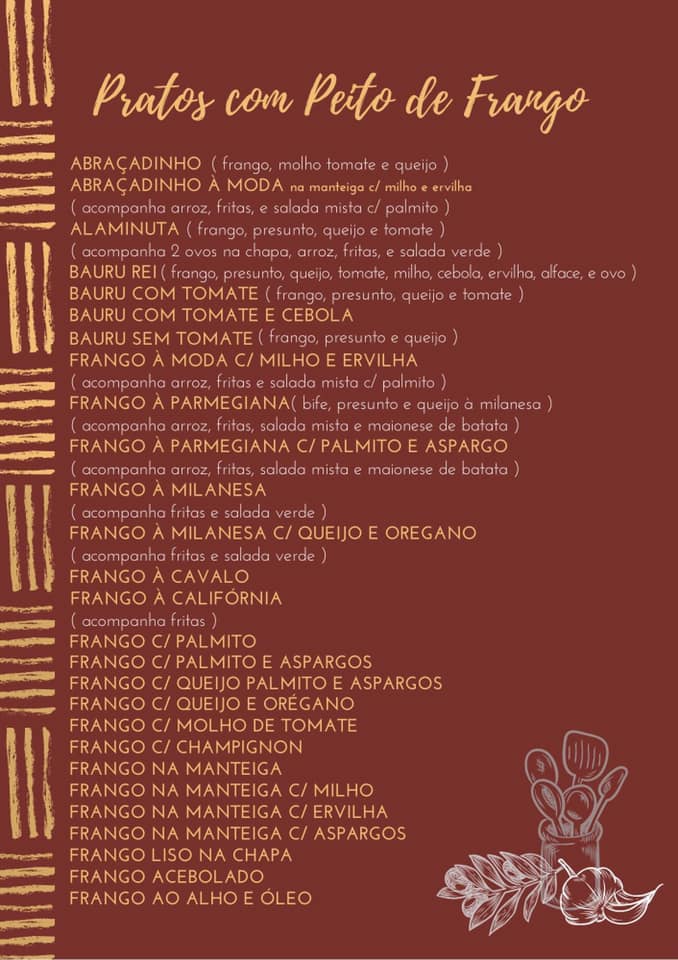 Pratos com Peito de Frango
ABRAÇADINHO ( frango, molho tomate e queijo )
ABRAÇADINHO À MODA na manteiga c/ milho e ervilha
( acompanha arroz, fritas, e salada mista c/ palmito )
ALAMINUTA ( frango, presunto, queijo e tomate )
( acompanha 2 ovos na chapa, arroz, fritas, e salada verde )
BAURU REI ( frango, presunto, queijo, tomate, milho, cebola, ervilha, alface, e ovo )
BAURU COM TOMATE ( frango, presunto, queijo e tomate )
BAURU COM TOMATE E CEBOLA
BAURU SEM TOMATE ( frango, presunto e queijo )
FRANGO À MODA C/ MILHO E ERVILHA
( acompanha arroz, fritas e salada mista c/ palmito )
FRANGO À PARMEGIANA( bife, presunto e queijo à milanesa )
( acompanha arroz, fritas, salada mista e maionese de batata )
FRANGO À PARMEGIANA C/ PALMITO E ASPARGO
( acompanha arroz, fritas, salada mista e maionese de batata )
FRANGO À MILANESA
( acompanha fritas e salada verde )
FRANGO À MILANESA C/ QUEIJO E OREGANO
( acompanha fritas e salada verde )
FRANGO À CAVALO
FRANGO À CALIFÓRNIA
( acompanha fritas )
FRANGO C/ PALMITO
FRANGO C/ PALMITO E ASPARGOS
FRANGO C/ QUEIJO PALMITO E ASPARGOS
FRANGO C/ QUEIJO E ORÉGANO
FRANGO C/ MOLHO DE TOMATE
FRANGO C/ CHAMPIGNON
FRANGO NA MANTEIGA
FRANGO NA MANTEIGA C/ MILHO
FRANGO NA MANTEIGA C/ ERVILHA
FRANGO NA MANTEIGA C/ ASPARGOS
FRANGO LISO NA CHAPA
FRANGO ACEBOLADO
FRANGO AO ALHO E ÓLEO